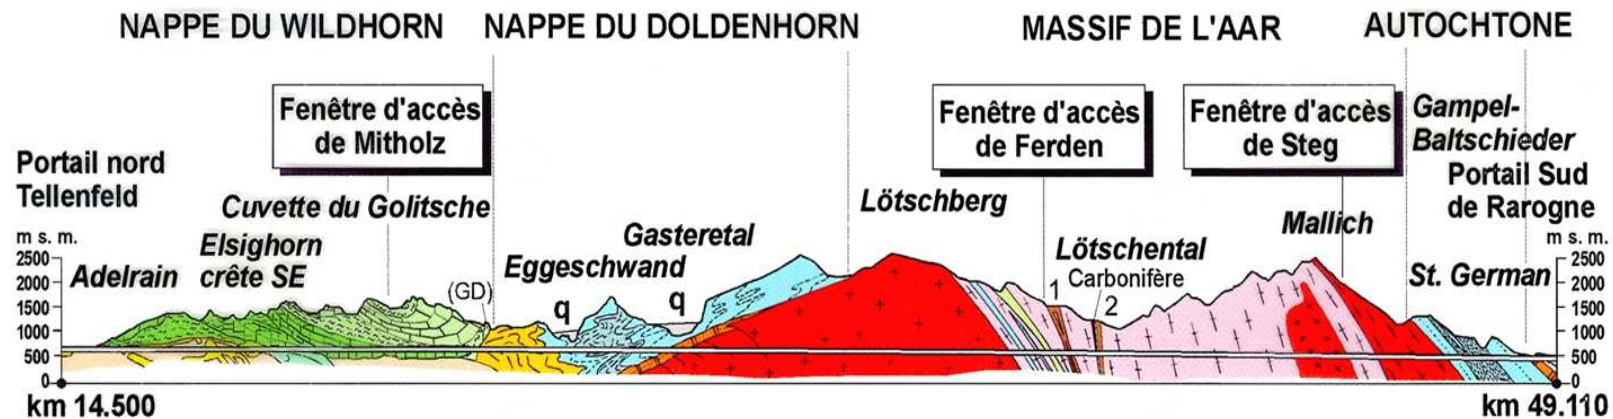 NAPPE DU WILDHORN
NAPPE DU DOLDENHORN
MASSIF DE L'AAR
AUTOCHTONE
Fenêtre d'accès
de Mitholz
Fenêtre d'accès
de Ferden
Fenêtre d'accès
de Steg
Gampel-
Baltschieder
Portail nord
Tellenfeld
Portail Sud
de Rarogne
Cuvette du Golitsche
Lötschberg
Mallich
m s. m.
2500
2000
1500
1000
500
0
Adelrain
Elsighorn
crête SE
(GD)
Eggeschwand
q
Gasteretal
q
Lötschental
Carbonifère
1
2
St. German
m s. m.
2500
2000
1500
1000
500
0
km 14.500
km 49.110